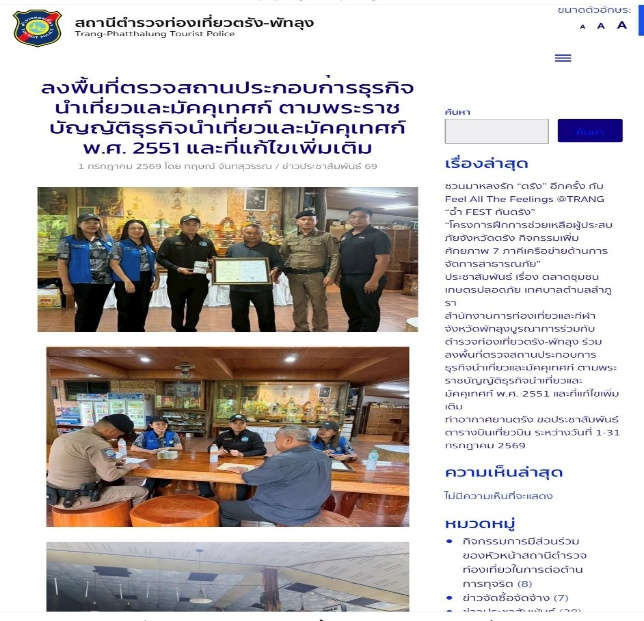 สถานีตำรวจท่องเที่ยวตรัง-พัทลุง
Trang-Phatthalung Tourist Police
ขนาดตัวอักษร:
A A A
ลงพื้นที่ตรวจสถานประกอบการธุรกิจ
นำเที่ยวและมัคคุเทศก์ ตามพระราช
บัญญัติธุรกิจนำเที่ยวและมัคคุเทศก์
พ.ศ. 2551 และที่แก้ไขเพิ่มเติม
1 กรกฎาคม 2569 โดย กฤษณ์ จันทสุวรรณ / ข่าวประชาสัมพันธ์ 69
ค้นหา
ค้นหา
เรื่องล่าสุด
ชวนมาหลงรัก “ตรัง” อีกครั้ง กับ
Feel All The Feelings @TRANG
“ฉ่ำ FEST กันตรัง”
“โครงการฝึกการช่วยเหลือผู้ประสบ
ภัยจังหวัดตรัง กิจกรรมเพิ่ม
ศักยภาพ 7 ภาคีเครือข่ายด้านการ
จัดการสาธารณภัย”
ประชาสัมพันธ์ เรื่อง ตลาดชุมชน
เกษตรปลอดภัย เทศบาลตำบลลำภู
รา
สำนักงานการท่องเที่ยวและกีฬา
จังหวัดพัทลุงบูรณาการร่วมกับ
ตำรวจท่องเที่ยวตรัง-พัทลุง ร่วม
ลงพื้นที่ตรวจสถานประกอบการ
ธุรกิจนำเที่ยวและมัคคุเทศก์ ตามพระ
ราชบัญญัติธุรกิจนำเที่ยวและ
มัคคุเทศก์ พ.ศ. 2551 และที่แก้ไขเพิ่ม
เติม
ท่าอากาศยานตรัง ขอประชาสัมพันธ์
ตารางบินเที่ยวบิน ระหว่างวันที่ 1-31
กรกฎาคม 2569
ความเห็นล่าสุด
ไม่มีความเห็นที่จะแสดง
หมวดหมู่
กิจกรรมการมีส่วนร่วม
ของหัวหน้าสถานีตำรวจ
ท่องเที่ยวในการต่อต้าน
การทุจริต (8)
ข่าวจัดซื้อจัดจ้าง (7)